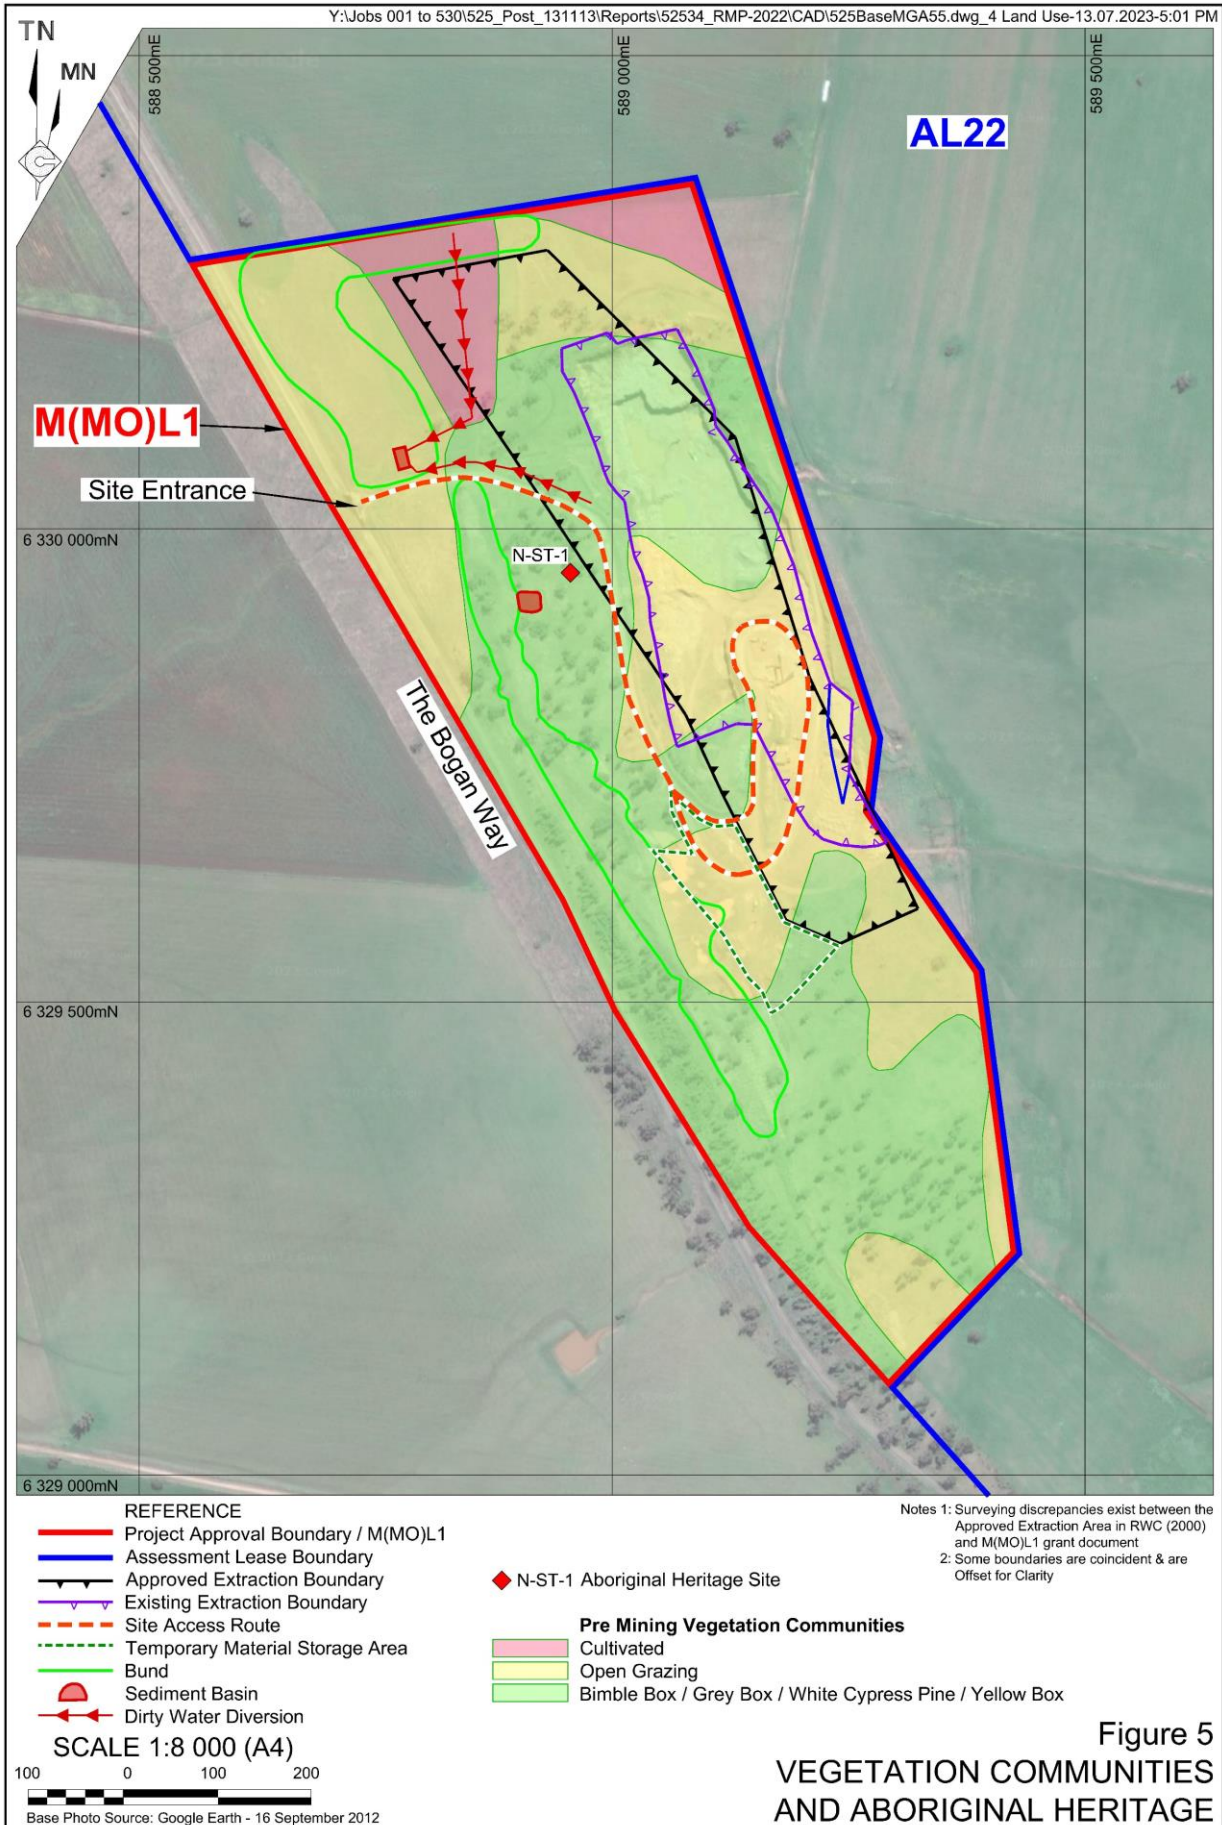 Y:\Jobs 001 to 530\525_Post_131113\Reports\52534_RMP-2022\CAD\525BaseMGA55.dwg_4 Land Use-13.07.2023-5:01 PM
TN
MN
588 500mE
589 000mE
589 500mE
AL22
M(MO)L1
Site Entrance
6 330 000mN
N-ST-1
The Bogan Way
6 329 500mN
6 329 000mN
REFERENCE
Project Approval Boundary / M(MO)L1
Assessment Lease Boundary
Approved Extraction Boundary
Existing Extraction Boundary
Site Access Route
Temporary Material Storage Area
Bund
Sediment Basin
Dirty Water Diversion
SCALE 1:8 000 (A4)
100 0 100 200
Base Photo Source: Google Earth - 16 September 2012
N-ST-1 Aboriginal Heritage Site
Pre Mining Vegetation Communities
Cultivated
Open Grazing
Bimble Box / Grey Box / White Cypress Pine / Yellow Box
Notes 1: Surveying discrepancies exist between the
Approved Extraction Area in RWC (2000)
and M(MO)L1 grant document
2: Some boundaries are coincident & are
Offset for Clarity
Figure 5
VEGETATION COMMUNITIES
AND ABORIGINAL HERITAGE